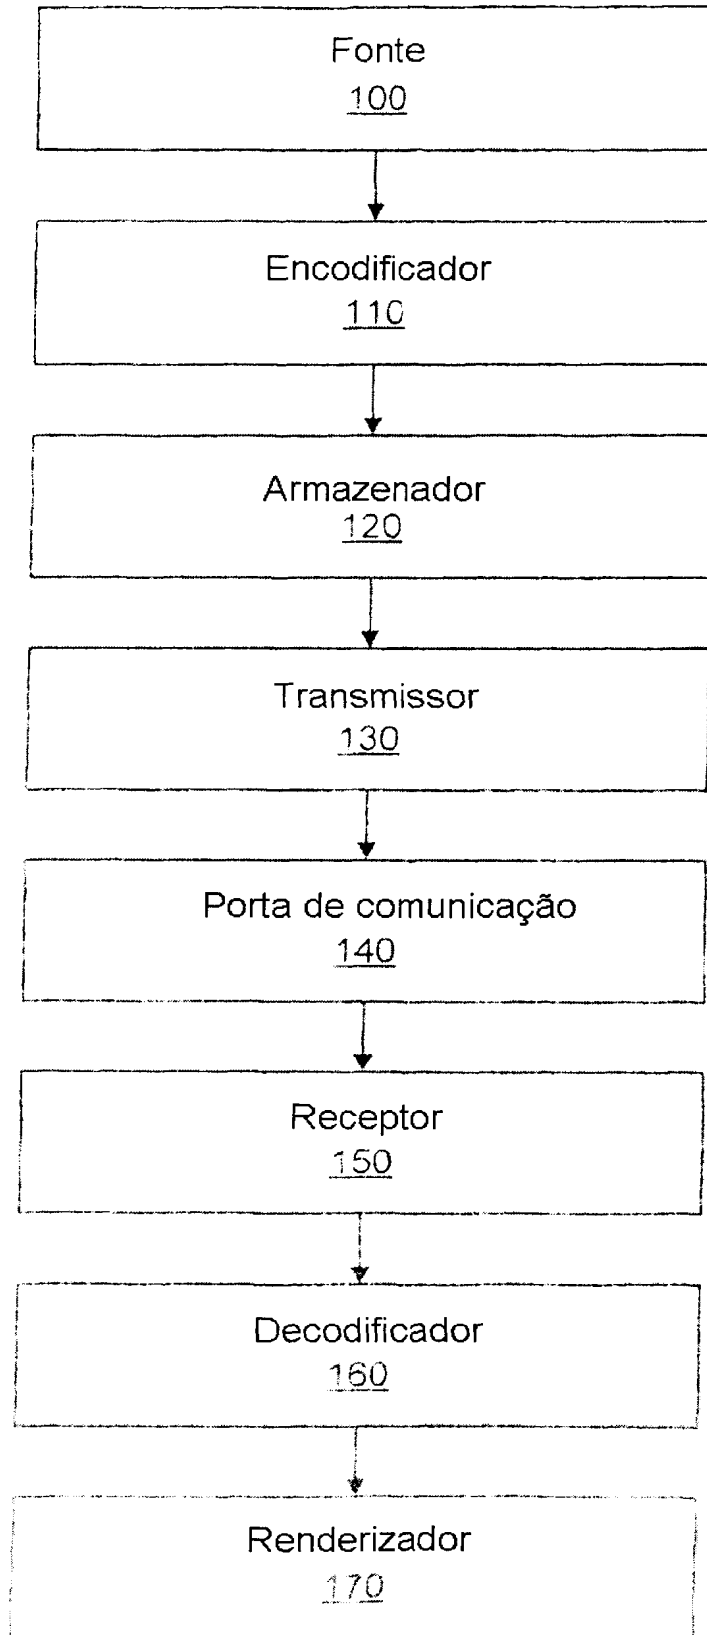 Fonte
100
Encodificador
110
Armazenador
120
Transmissor
130
Porta de comunicação
140
Receptor
150
Decodificador
160
Renderizador
170